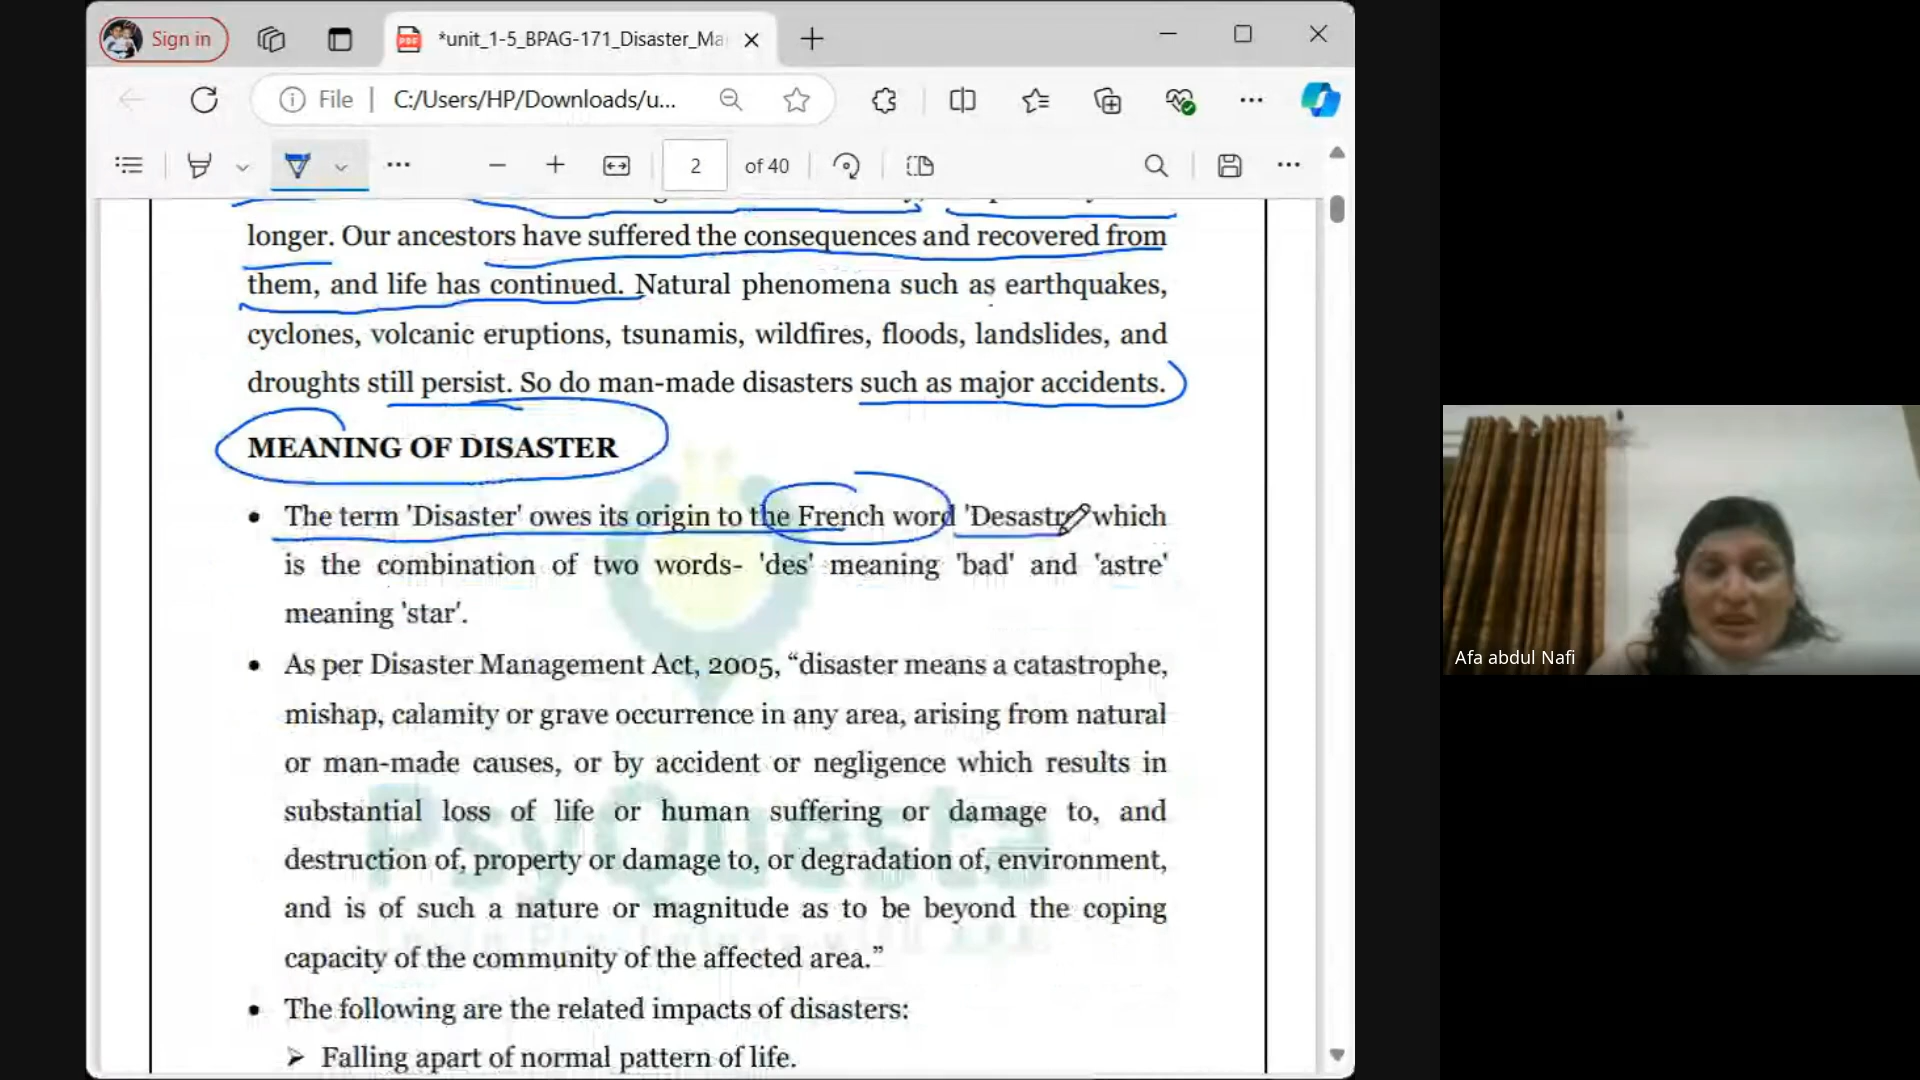 Sign in
*unit_1-5_BPAG-171_Disaster_Ma
File
C:/Users/HP/Downloads/u...
2
of 40
longer. Our ancestors have suffered the consequences and recovered from
them, and life has continued. Natural phenomena such as earthquakes,
cyclones, volcanic eruptions, tsunamis, wildfires, floods, landslides, and
droughts still persist. So do man-made disasters such as major accidents.
MEANING OF DISASTER
• The term 'Disaster' owes its origin to the French word 'Desastre which
is the combination of two words- 'des' meaning 'bad' and 'astre'
meaning 'star'.
• As per Disaster Management Act, 2005, “disaster means a catastrophe,
mishap, calamity or grave occurrence in any area, arising from natural
or man-made causes, or by accident or negligence which results in
substantial loss of life or human suffering or damage to, and
destruction of, property or damage to, or degradation of, environment,
and is of such a nature or magnitude as to be beyond the coping
capacity of the community of the affected area.”
• The following are the related impacts of disasters:
➢ Falling apart of normal pattern of life.
PsyQuesta
Afa abdul Nafi